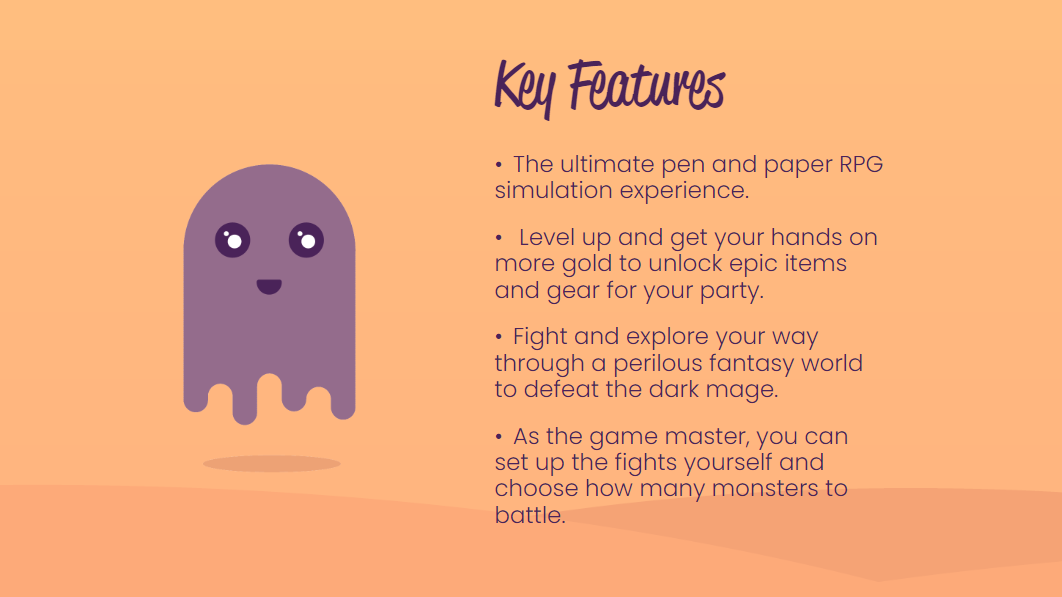 Key Features
• The ultimate pen and paper RPG
simulation experience.
• Level up and get your hands on
more gold to unlock epic items
and gear for your party.
• Fight and explore your way
through a perilous fantasy world
to defeat the dark mage.
• As the game master, you can
set up the fights yourself and
choose how many monsters to
battle.